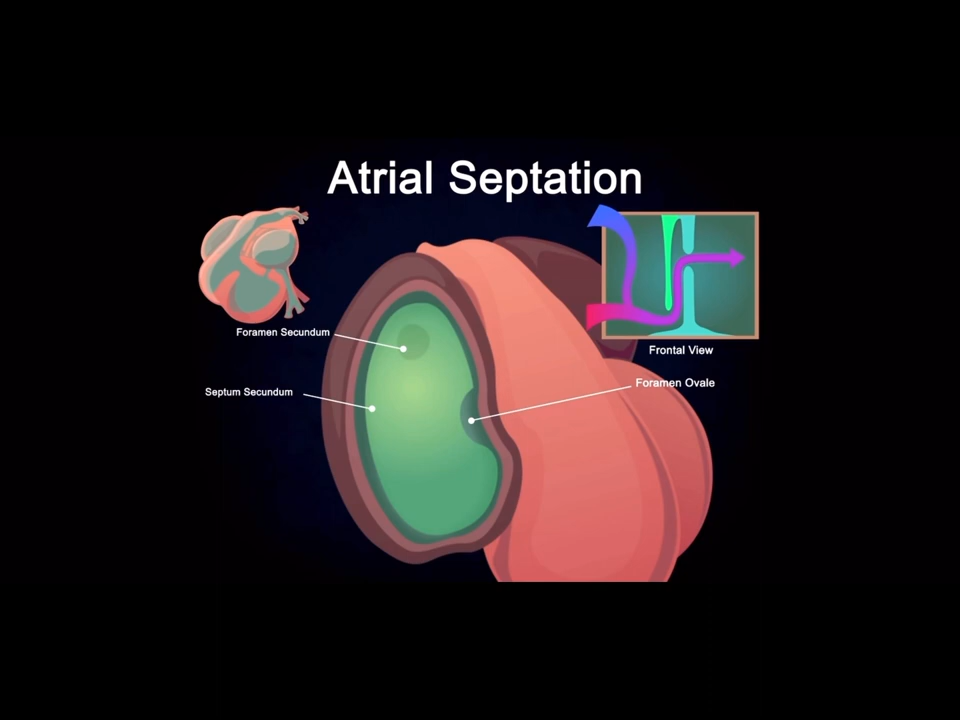 Atrial Septation
Foramen Secundum
Frontal View
Foramen Ovale
Septum Secundum